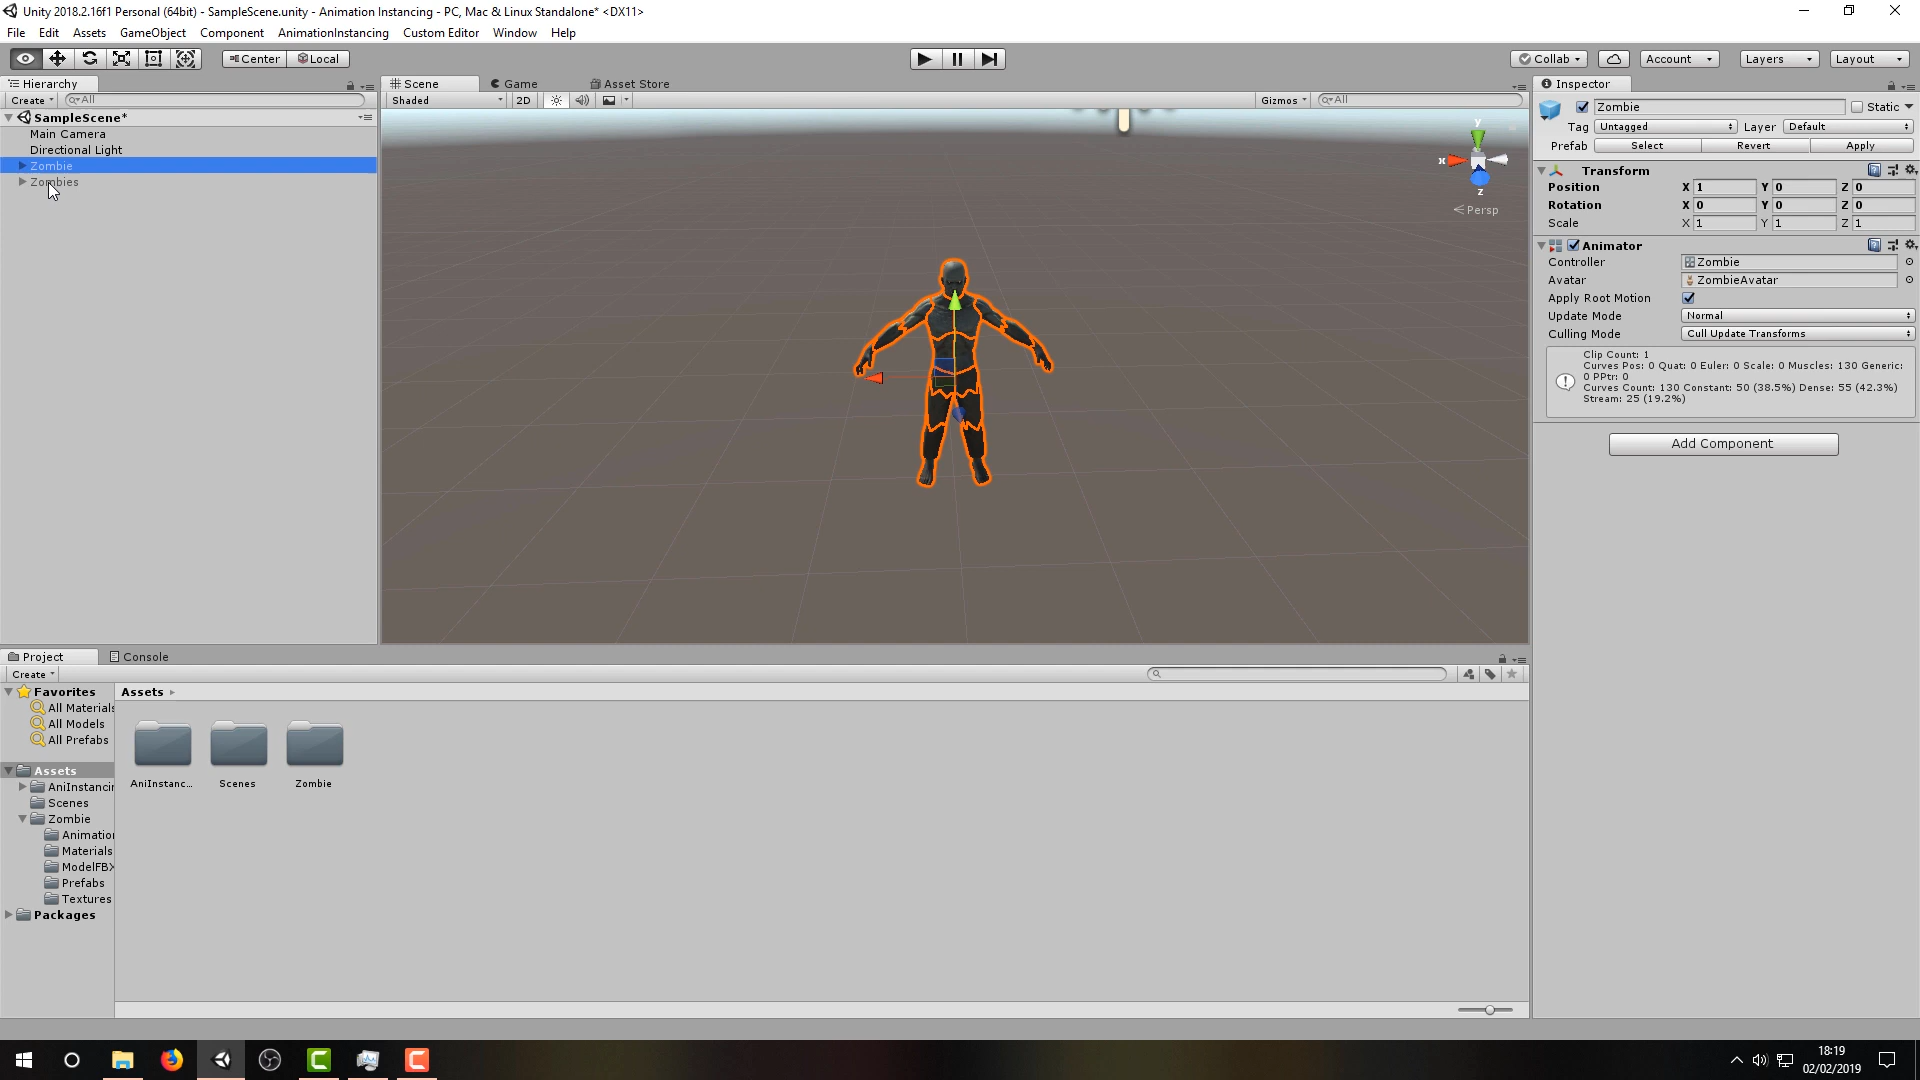 Unity 2018.2.16f1 Personal (64bit) - SampleScene.unity - Animation Instancing - PC, Mac & Linux Standalone* <DX11>
File Edit Assets GameObject Component AnimationInstancing Custom Editor Window Help
Center Local Collab Account Layers Layout
Hierarchy
Create All
SampleScene*
Main Camera
Directional Light
Zombie
Zombies
Scene Game Asset Store
Shaded 2D Gizmos All
y
x
z
Persp
Inspector
Zombie Static
Tag Untagged Layer Default
Prefab Select Revert Apply
Transform
Position X 1 Y 0 Z 0
Rotation X 0 Y 0 Z 0
Scale X 1 Y 1 Z 1
Animator
Controller Zombie
Avatar ZombieAvatar
Apply Root Motion
Update Mode Normal
Culling Mode Cull Update Transforms
Clip Count: 1
Curves Pos: 0 Quat: 0 Euler: 0 Scale: 0 Muscles: 130 Generic:
0 PPtr: 0
Curves Count: 130 Constant: 50 (38.5%) Dense: 55 (42.3%)
Stream: 25 (19.2%)
Add Component
Project Console
Create
Favorites
All Materials
All Models
All Prefabs
Assets
AniInstancin
Scenes
Zombie
Animation
Materials
ModelFBX
Prefabs
Textures
Packages
Assets
AniInstanc...
Scenes
Zombie
18:19
02/02/2019